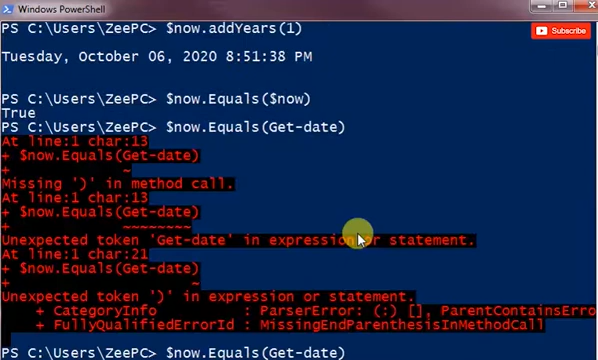 Windows PowerShell
PS C:\Users\ZeePC> $now.addYears(1)
Subscribe
Tuesday, October 06, 2020 8:51:38 PM
PS C:\Users\ZeePC> $now.Equals($now)
True
PS C:\Users\ZeePC> $now.Equals(Get-date)
At line:1 char:13
+ $now.Equals(Get-date)
+             ~
Missing ')' in method call.
At line:1 char:13
+ $now.Equals(Get-date)
+             ~~~~~~~~
Unexpected token 'Get-date' in expression or statement.
At line:1 char:21
+ $now.Equals(Get-date)
+                     ~
Unexpected token ')' in expression or statement.
    + CategoryInfo          : ParserError: (:) [], ParentContainsErro
    + FullyQualifiedErrorId : MissingEndParenthesisInMethodCall
PS C:\Users\ZeePC> $now.Equals(Get-date)